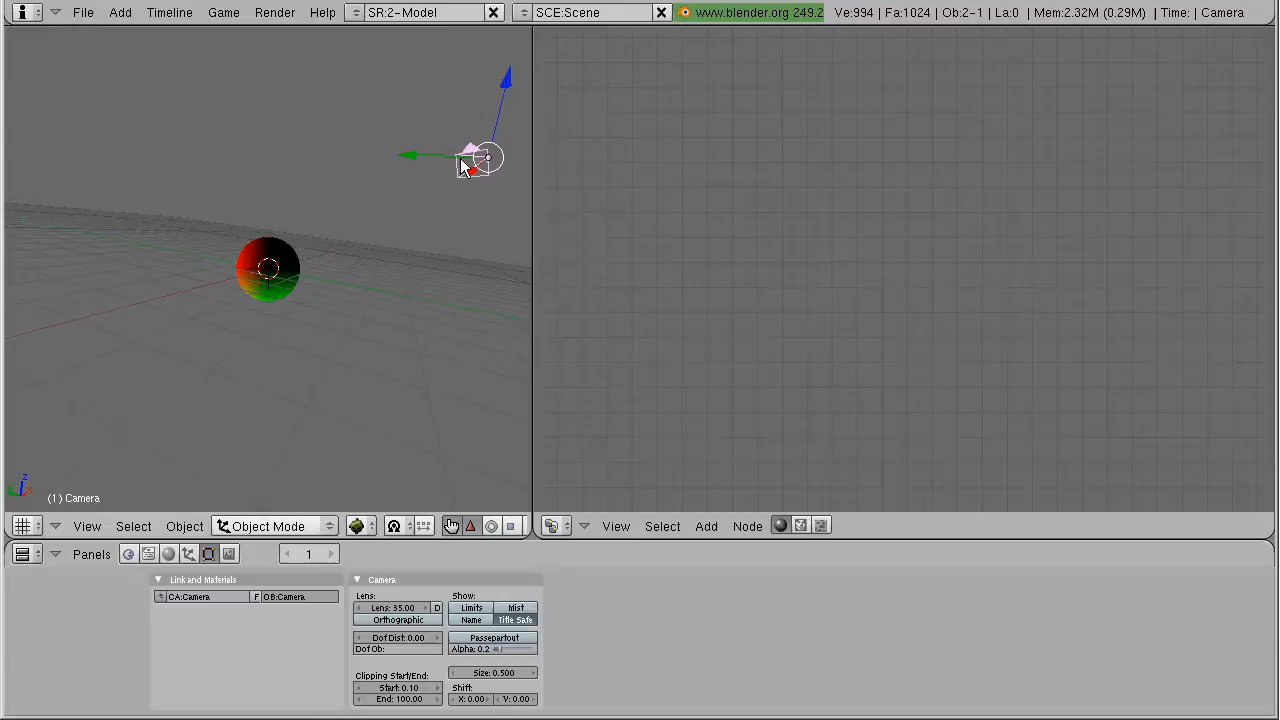 File Add Timeline Game Render Help SR:2-Model SCE:Scene www.blender.org 249.2 Ve:994 | Fa:1024 | Ob:2-1 | La:0 | Mem:2.32M (0.29M) | Time: | Camera
z
x
(1) Camera
View Select Object Object Mode
View Select Add Node
Panels 1
Link and Materials
CA:Camera F OB:Camera
Camera
Lens: Show:
Lens: 35.00 D Limits Mist
Orthographic Name Title Safe
Dof Dist: 0.00 Passepartout
Dof Ob: Alpha: 0.2
Clipping Start/End: Size: 0.500
Start: 0.10 Shift:
End: 100.00 X: 0.00 Y: 0.00